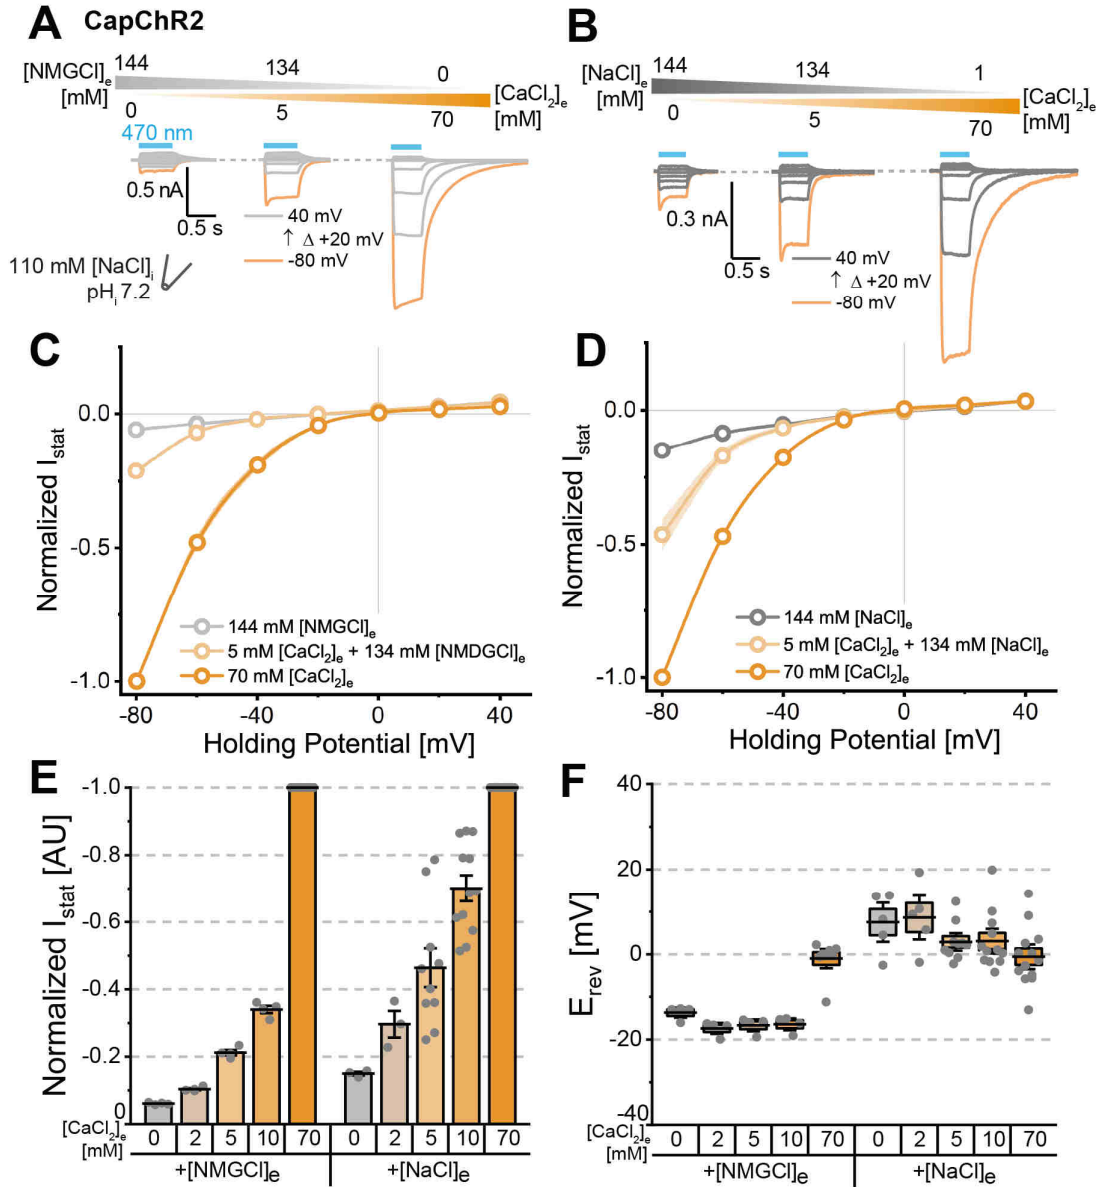 A CapChR2
[NMGCl]e [mM] 144 134 0
0 5 70 [CaCl2]e [mM]
470 nm
0.5 nA
0.5 s
40 mV
↑ Δ +20 mV
-80 mV
110 mM [NaCl]i
pHi 7.2
B
[NaCl]e [mM] 144 134 1
0 5 70 [CaCl2]e [mM]
0.3 nA
0.5 s
40 mV
↑ Δ +20 mV
-80 mV
C
Normalized Istat
0.0
-0.5
-1.0
144 mM [NMGCl]e
5 mM [CaCl2]e + 134 mM [NMDGCl]e
70 mM [CaCl2]e
-80 -40 0 40
Holding Potential [mV]
D
Normalized Istat
0.0
-0.5
-1.0
144 mM [NaCl]e
5 mM [CaCl2]e + 134 mM [NaCl]e
70 mM [CaCl2]e
-80 -40 0 40
Holding Potential [mV]
E
Normalized Istat [AU]
-1.0
-0.8
-0.6
-0.4
-0.2
0
[CaCl2]e [mM] 0 2 5 10 70 0 2 5 10 70
+[NMGCl]e +[NaCl]e
F
Erev [mV]
40
20
0
-20
-40
[CaCl2]e [mM] 0 2 5 10 70 0 2 5 10 70
+[NMGCl]e +[NaCl]e